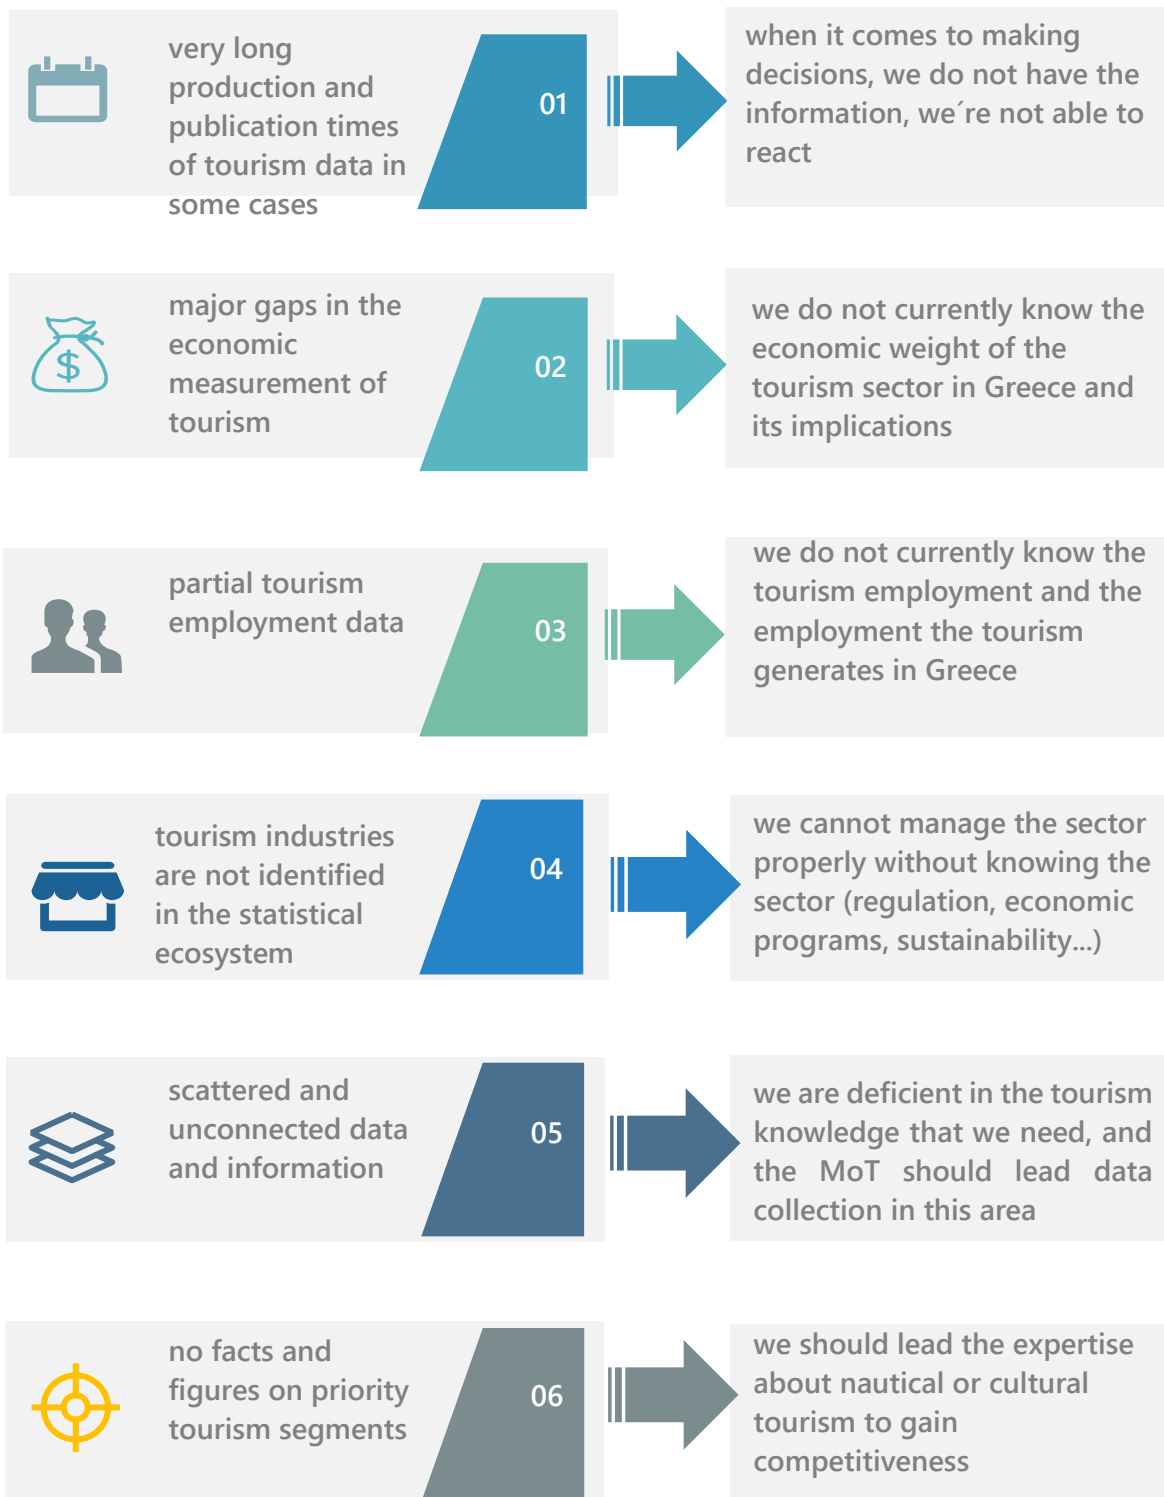 very long
production and
publication times
of tourism data in
some cases
01
when it comes to making
decisions, we do not have the
information, we´re not able to
react
major gaps in the
economic
measurement of
tourism
$
02
we do not currently know the
economic weight of the
tourism sector in Greece and
its implications
partial tourism
employment data
03
we do not currently know the
tourism employment and the
employment the tourism
generates in Greece
tourism industries
are not identified
in the statistical
ecosystem
04
we cannot manage the sector
properly without knowing the
sector (regulation, economic
programs, sustainability...)
scattered and
unconnected data
and information
05
we are deficient in the tourism
knowledge that we need, and
the MoT should lead data
collection in this area
no facts and
figures on priority
tourism segments
06
we should lead the expertise
about nautical or cultural
tourism to gain
competitiveness